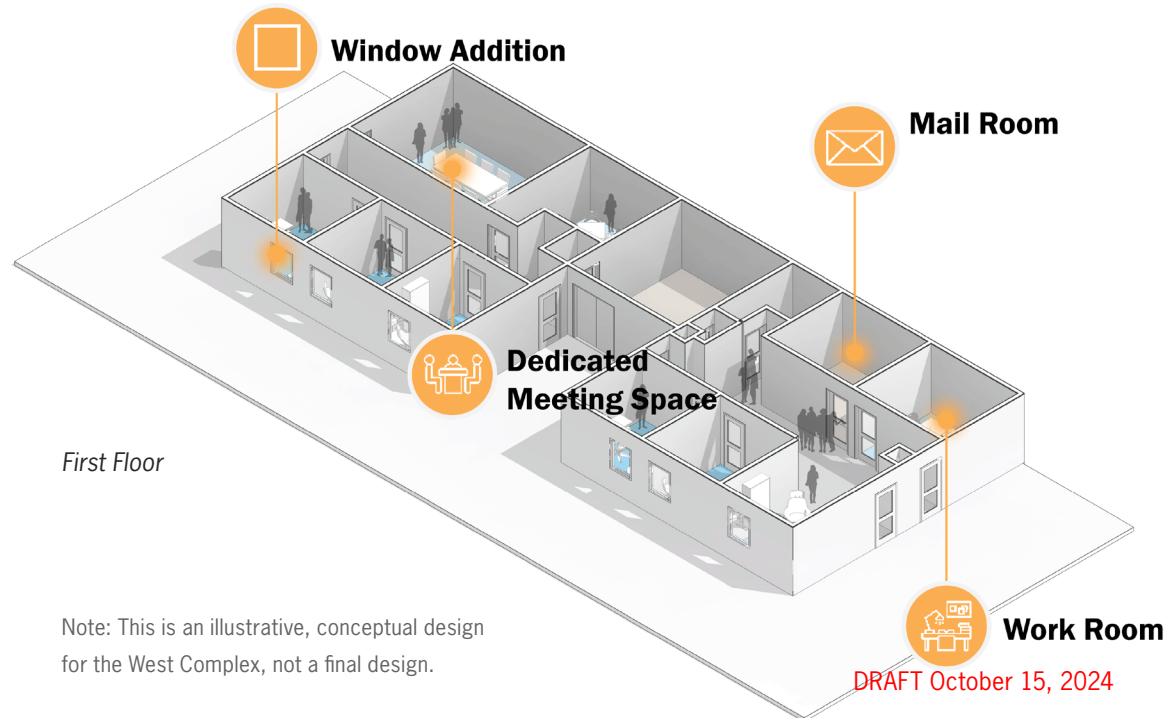 Window Addition
Mail Room
Dedicated
Meeting Space
First Floor
Note: This is an illustrative, conceptual design
for the West Complex, not a final design.
Work Room
DRAFT October 15, 2024